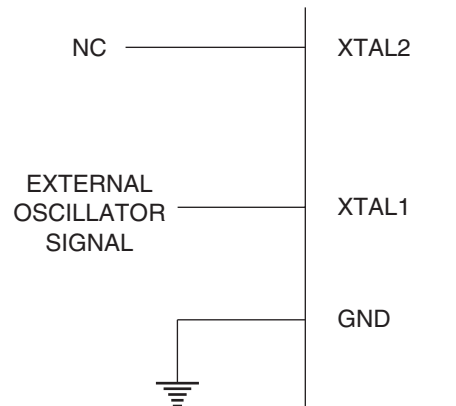 NC XTAL2
EXTERNAL
OSCILLATOR
SIGNAL
XTAL1
GND